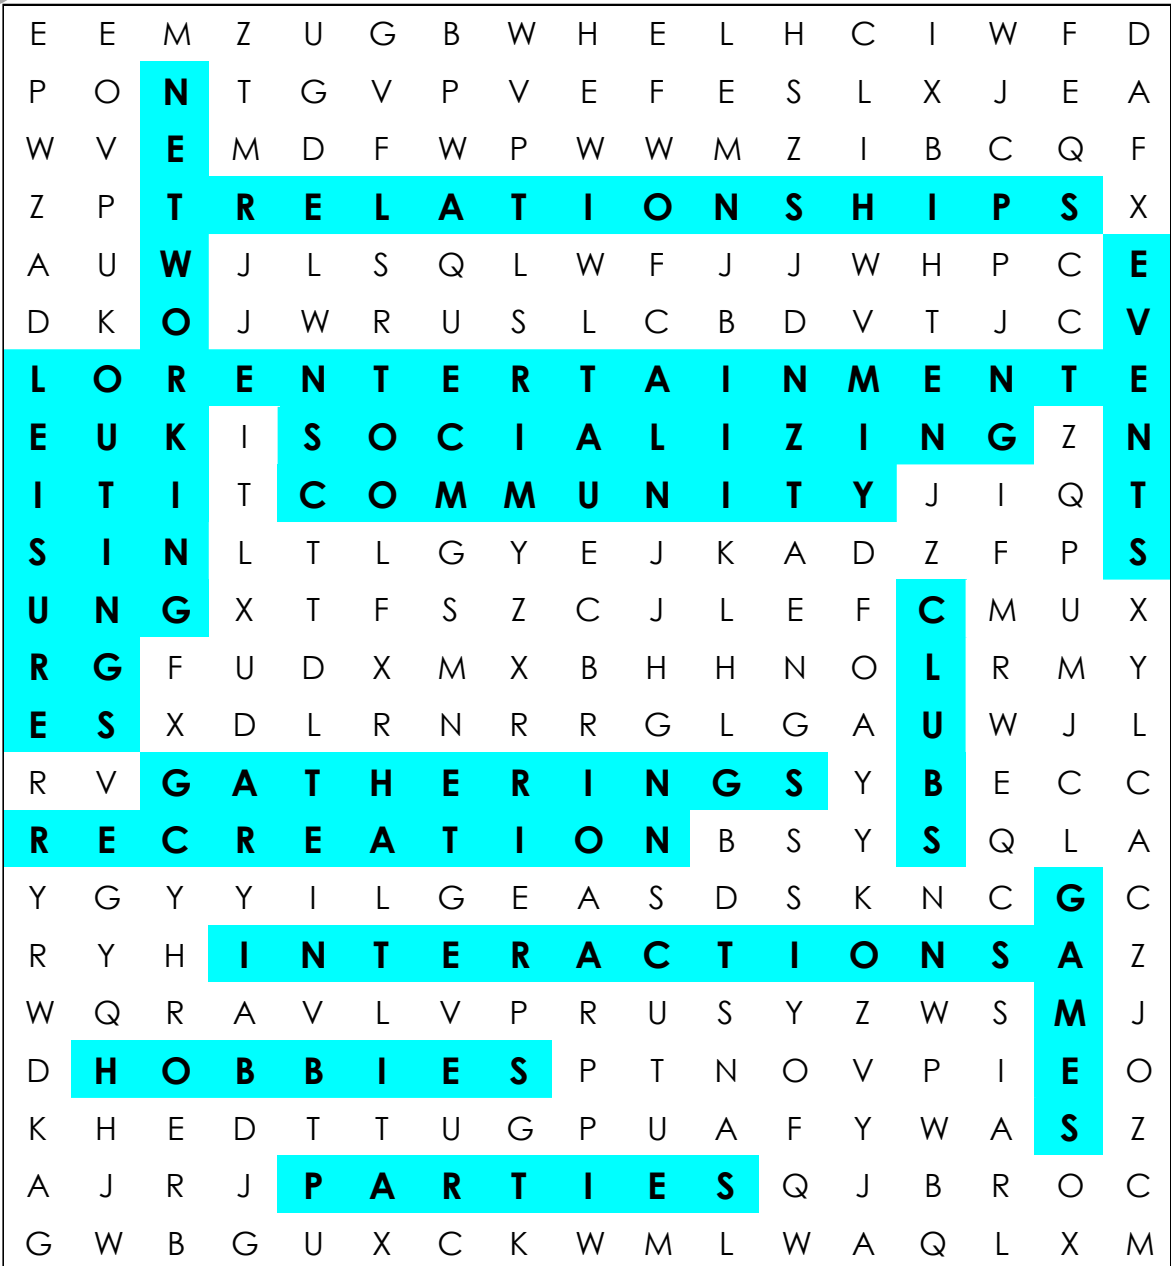 E E M Z U G B W H E L H C I W F D
P O N T G V P V E F E S L X J E A
W V E M D F W P W W M Z I B C Q F
Z P T R E L A T I O N S H I P S X
A U W J L S Q L W F J J W H P C E
D K O J W R U S L C B D V T J C V
L O R E N T E R T A I N M E N T E
E U K I S O C I A L I Z I N G Z N
I T I T C O M M U N I T Y J I Q T
S I N L T L G Y E J K A D Z F P S
U N G X T F S Z C J L E F C M U X
R G F U D X M X B H H N O L R M Y
E S X D L R N R R G L G A U W J L
R V G A T H E R I N G S Y B E C C
R E C R E A T I O N B S Y S Q L A
Y G Y Y I L G E A S D S K N C G C
R Y H I N T E R A C T I O N S A Z
W Q R A V L V P R U S Y Z W S M J
D H O B B I E S P T N O V P I E O
K H E D T T U G P U A F Y W A S Z
A J R J P A R T I E S Q J B R O C
G W B G U X C K W M L W A Q L X M